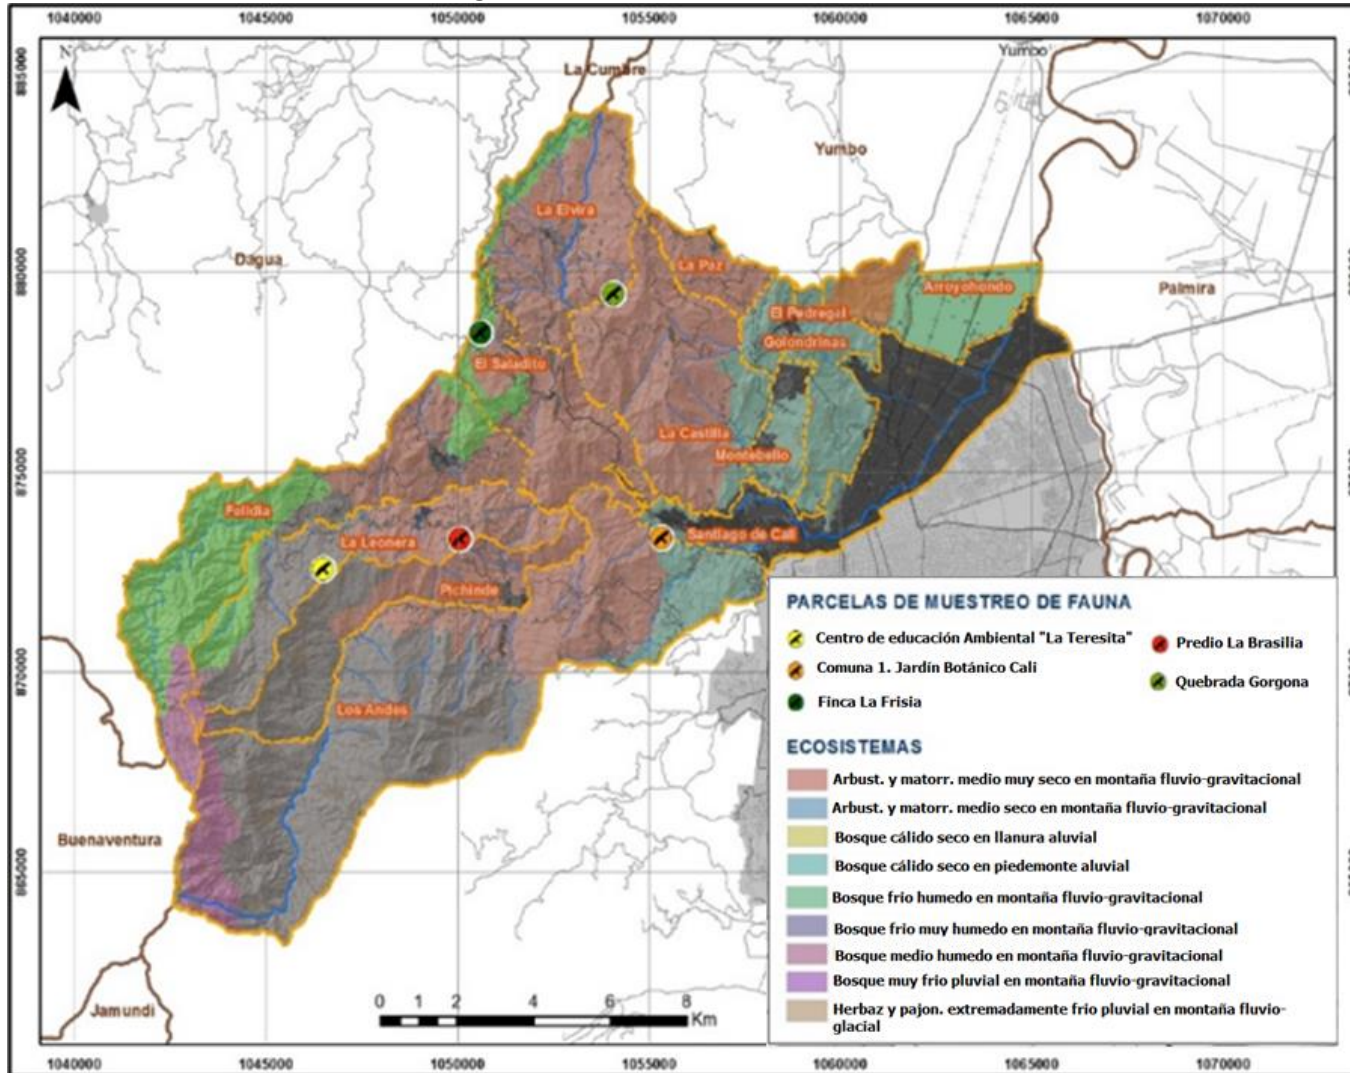 1040000 1045000 1050000 1055000 1060000 1065000 1070000
885000
880000
875000
870000
865000
N
Yumbo
La Cumbre
Yumbo
La Elvira
Dagua
La Paz
Arroyohondo
Palmira
El Pedregal
Golondrinas
El Saladito
La Castilla
Montebello
Felidia
La Leonera
Santiago de Cali
Pichinde
Los Andes
Buenaventura
Jamundi
0 1 2 4 6 8
Km
PARCELAS DE MUESTREO DE FAUNA
Centro de educación Ambiental "La Teresita"
Predio La Brasilia
Comuna 1. Jardín Botánico Cali
Quebrada Gorgona
Finca La Frisia
ECOSISTEMAS
Arbust. y matorr. medio muy seco en montaña fluvio-gravitacional
Arbust. y matorr. medio seco en montaña fluvio-gravitacional
Bosque cálido seco en llanura aluvial
Bosque cálido seco en piedemonte aluvial
Bosque frio humedo en montaña fluvio-gravitacional
Bosque frio muy humedo en montaña fluvio-gravitacional
Bosque medio humedo en montaña fluvio-gravitacional
Bosque muy frio pluvial en montaña fluvio-gravitacional
Herbaz y pajon. extremadamente frio pluvial en montaña fluvio-
glacial
1040000 1045000 1050000 1055000 1060000 1065000 1070000